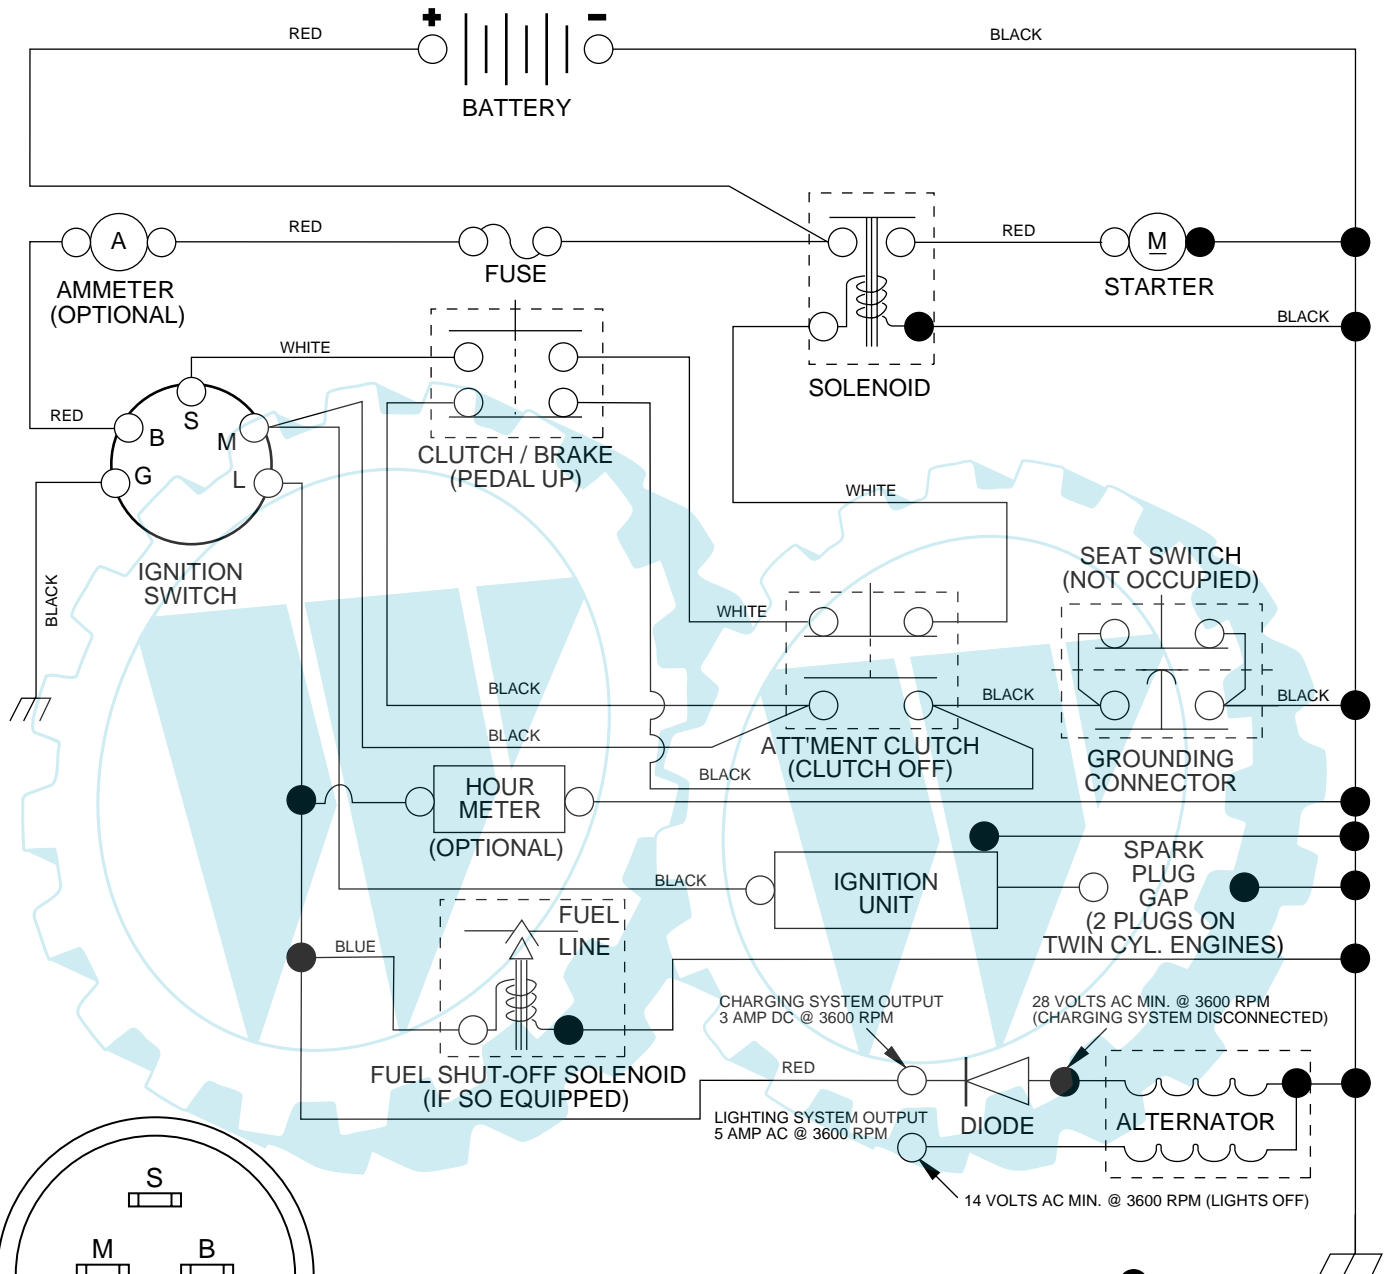 + -
RED
BLACK
BATTERY
A
RED
FUSE
RED
M
STARTER
AMMETER
(OPTIONAL)
BLACK
WHITE
SOLENOID
RED
S
B
M
G
L
CLUTCH / BRAKE
(PEDAL UP)
WHITE
IGNITION
SWITCH
BLACK
SEAT SWITCH
(NOT OCCUPIED)
WHITE
BLACK
BLACK
BLACK
BLACK
ATT'MENT CLUTCH
(CLUTCH OFF)
GROUNDING
CONNECTOR
BLACK
HOUR
METER
(OPTIONAL)
BLACK
IGNITION
UNIT
SPARK
PLUG
GAP
(2 PLUGS ON
TWIN CYL. ENGINES)
FUEL
LINE
BLUE
CHARGING SYSTEM OUTPUT
3 AMP DC @ 3600 RPM
28 VOLTS AC MIN. @ 3600 RPM
(CHARGING SYSTEM DISCONNECTED)
FUEL SHUT-OFF SOLENOID
(IF SO EQUIPPED)
RED
DIODE
ALTERNATOR
LIGHTING SYSTEM OUTPUT
5 AMP AC @ 3600 RPM
14 VOLTS AC MIN. @ 3600 RPM (LIGHTS OFF)
S
M
B